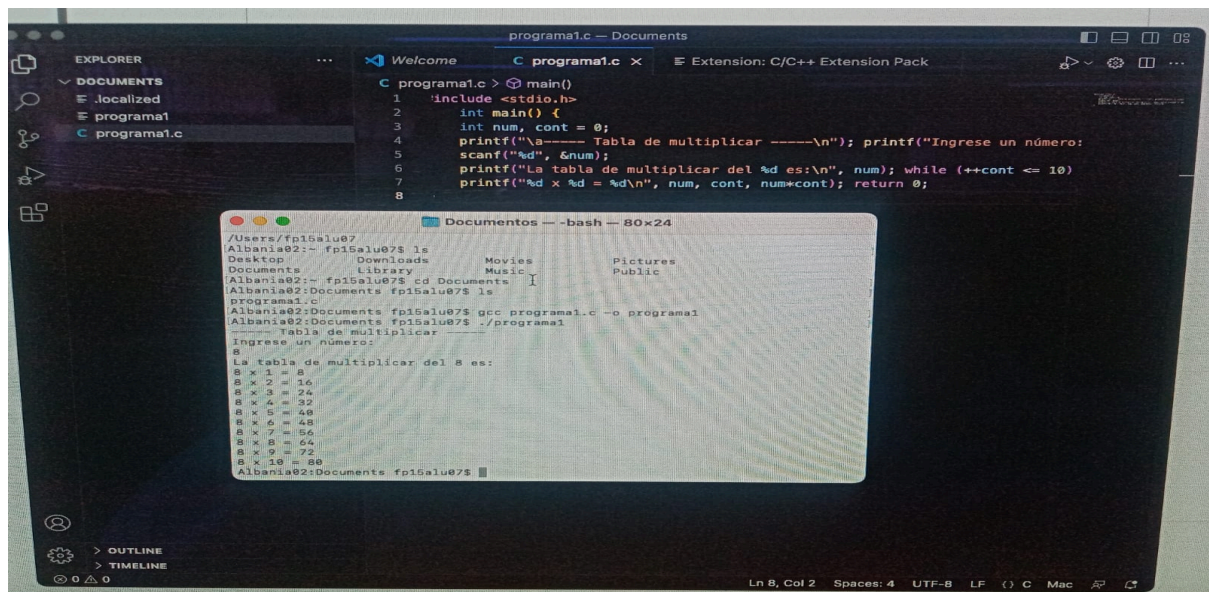 programa1.c — Documents
EXPLORER ...
Welcome
C programa1.c ×
Extension: C/C++ Extension Pack
DOCUMENTS
.localized
programa1
C programa1.c
C programa1.c > main()
1 include <stdio.h>
2 int main() {
3 int num, cont = 0;
4 printf("\a----- Tabla de multiplicar -----\n"); printf("Ingrese un número:
5 scanf("%d", &num);
6 printf("La tabla de multiplicar del %d es:\n", num); while (++cont <= 10)
7 printf("%d x %d = %d\n", num, cont, num*cont); return 0;
8
Documentos — -bash — 80×24
/Users/fp15alu07
Albania02:~ fp15alu07$ ls
Desktop Downloads Movies Pictures
Documents Library Music Public
Albania02:~ fp15alu07$ cd Documents
Albania02:Documents fp15alu07$ ls
programa1.c
Albania02:Documents fp15alu07$ gcc programa1.c -o programa1
Albania02:Documents fp15alu07$ ./programa1
----- Tabla de multiplicar -----
Ingrese un número:
8
La tabla de multiplicar del 8 es:
8 x 1 = 8
8 x 2 = 16
8 x 3 = 24
8 x 4 = 32
8 x 5 = 40
8 x 6 = 48
8 x 7 = 56
8 x 8 = 64
8 x 9 = 72
8 x 10 = 80
Albania02:Documents fp15alu07$
> OUTLINE
> TIMELINE
0 0
Ln 8, Col 2 Spaces: 4 UTF-8 LF {} C Mac